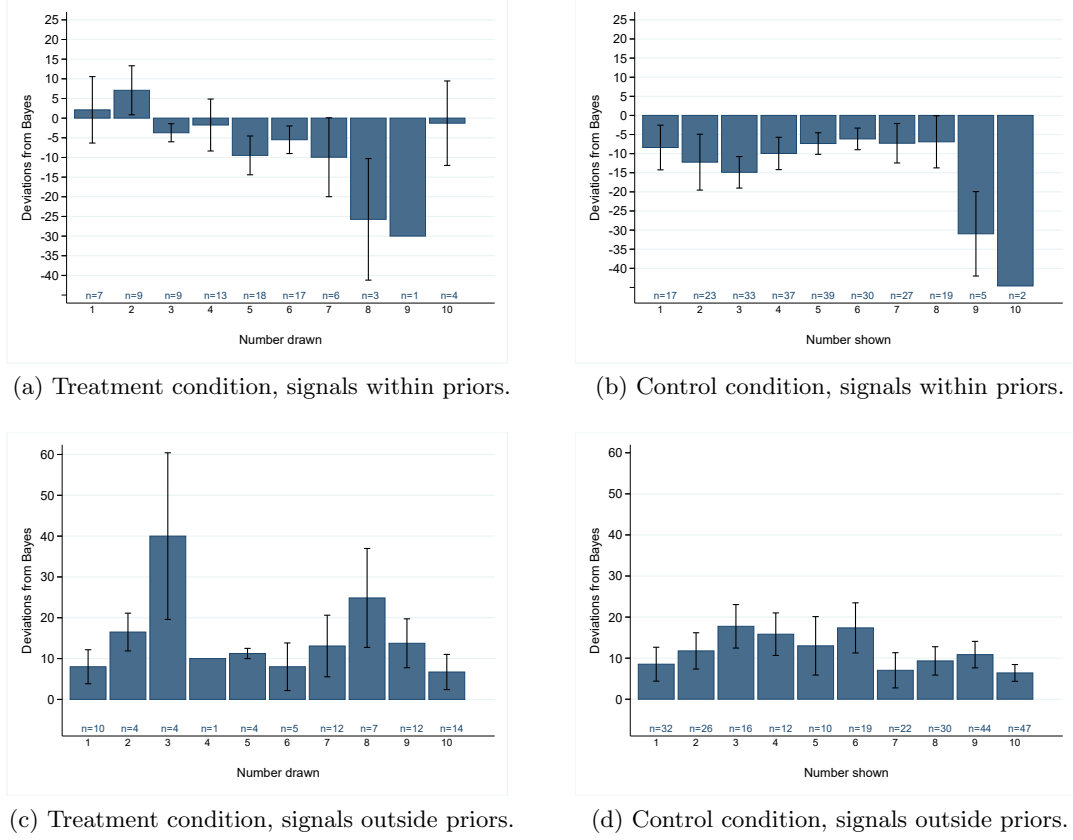 25
20
15
10
5
0
-5
-10
-15
-20
-25
-30
-35
-40
Deviations from Bayes
n=7 n=9 n=9 n=13 n=18 n=17 n=6 n=3 n=1 n=4
1 2 3 4 5 6 7 8 9 10
Number drawn
(a) Treatment condition, signals within priors.
25
20
15
10
5
0
-5
-10
-15
-20
-25
-30
-35
-40
Deviations from Bayes
n=17 n=23 n=33 n=37 n=39 n=30 n=27 n=19 n=5 n=2
1 2 3 4 5 6 7 8 9 10
Number shown
(b) Control condition, signals within priors.
60
50
40
30
20
10
0
Deviations from Bayes
n=10 n=4 n=4 n=1 n=4 n=5 n=12 n=7 n=12 n=14
1 2 3 4 5 6 7 8 9 10
Number drawn
(c) Treatment condition, signals outside priors.
60
50
40
30
20
10
0
Deviations from Bayes
n=32 n=26 n=16 n=12 n=10 n=19 n=22 n=30 n=44 n=47
1 2 3 4 5 6 7 8 9 10
Number shown
(d) Control condition, signals outside priors.